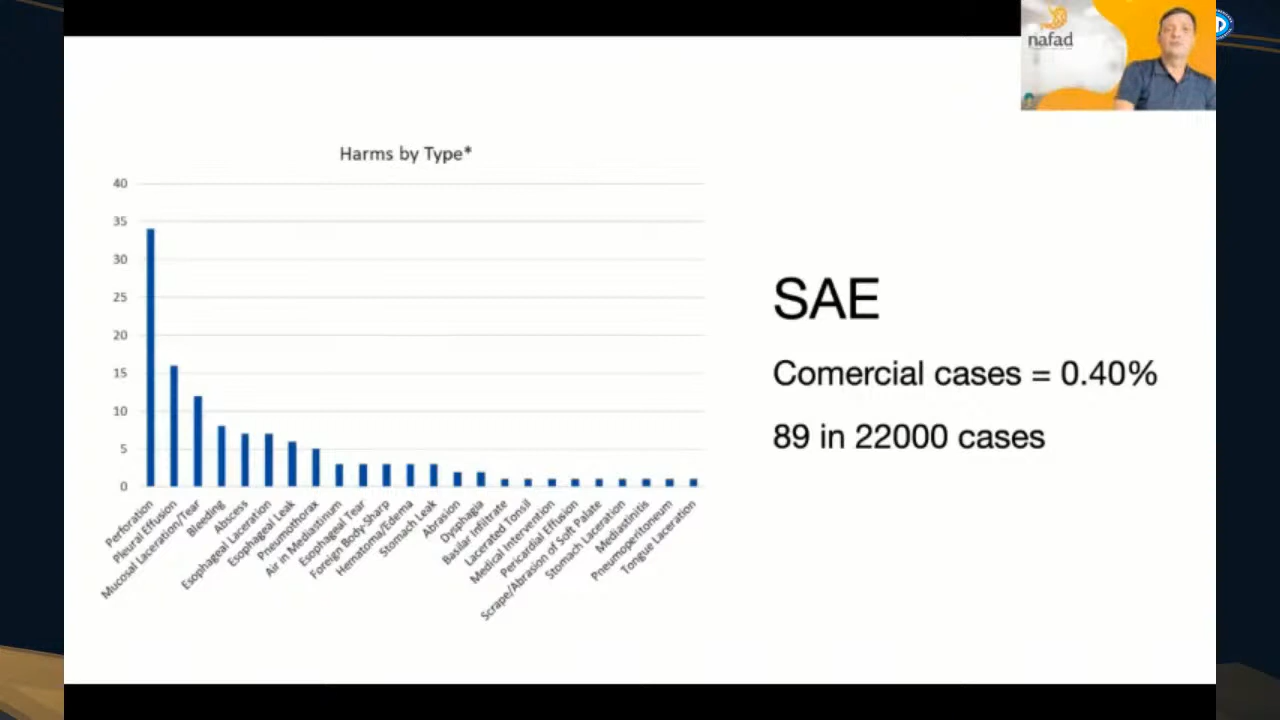 nafad
Harms by Type*
40
35
30
25
20
15
10
5
0
Perforation
Pleural Effusion
Mucosal Laceration/Tear
Bleeding
Abscess
Esophageal Laceration
Esophageal Leak
Pneumothorax
Air in Mediastinum
Esophageal Tear
Foreign Body-Sharp
Hematoma/Edema
Stomach Leak
Abrasion
Dysphagia
Basilar Infiltrate
Lacerated Tonsil
Medical Intervention
Pericardial Effusion
Scrape/Abrasion of Soft Palate
Stomach Laceration
Mediastinitis
Pneumoperitoneum
Tongue Laceration
SAE
Comercial cases = 0.40%
89 in 22000 cases